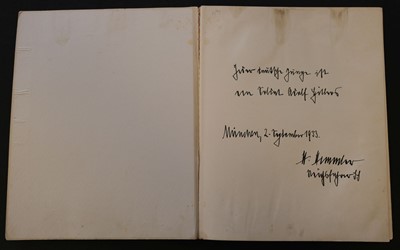 Jeder deutsche Junge ist
ein Soldat Adolf Hitlers
München, 2. September 1933.
H. Himmler
Reichsführer SS